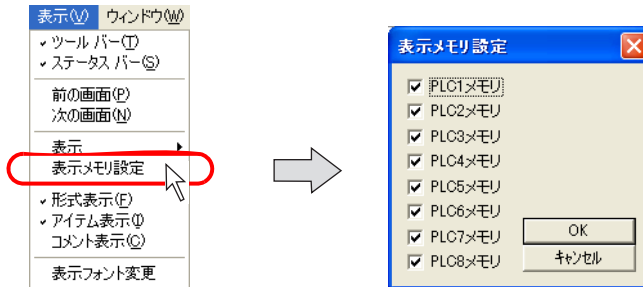 表示(V) ウィンドウ(W)
ツール バー(T)
ステータス バー(S)
前の画面(P)
次の画面(N)
表示
表示メモリ設定
形式表示(F)
アイテム表示(I)
コメント表示(C)
表示フォント変更
表示メモリ設定
PLC1メモリ
PLC2メモリ
PLC3メモリ
PLC4メモリ
PLC5メモリ
PLC6メモリ
PLC7メモリ
PLC8メモリ
OK
キャンセル